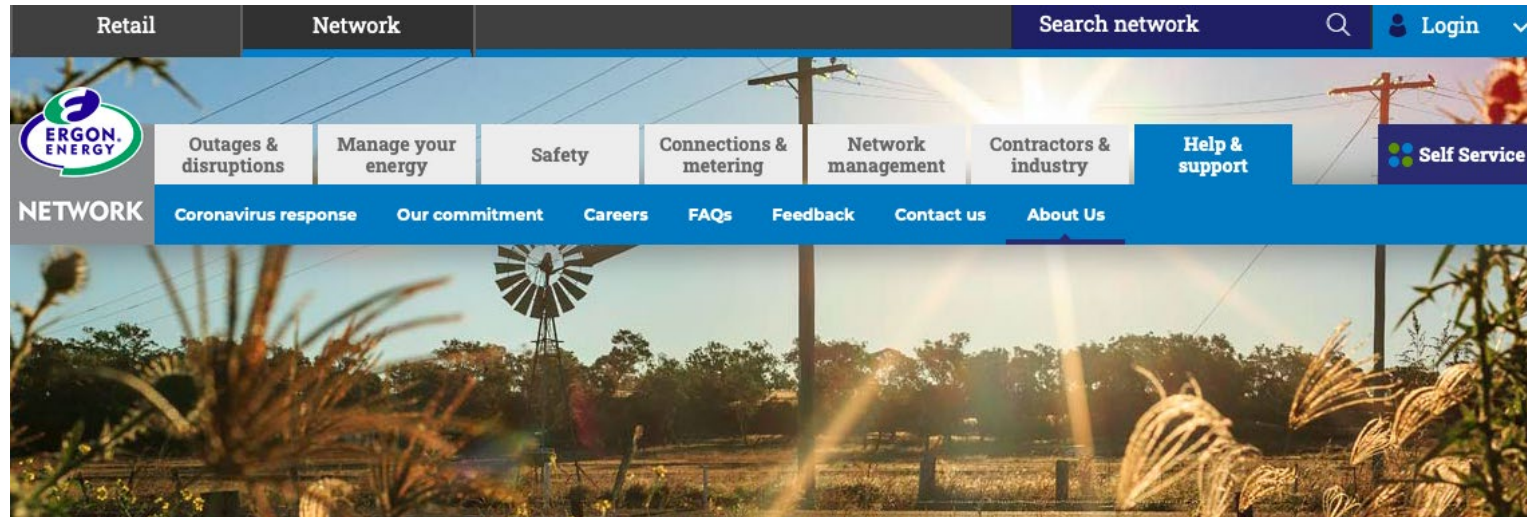 Retail
Network
Search network
Login
ERGON.
ENERGY
NETWORK
Outages &
disruptions
Manage your
energy
Safety
Connections &
metering
Network
management
Contractors &
industry
Help &
support
Self Service
Coronavirus response
Our commitment
Careers
FAQs
Feedback
Contact us
About Us